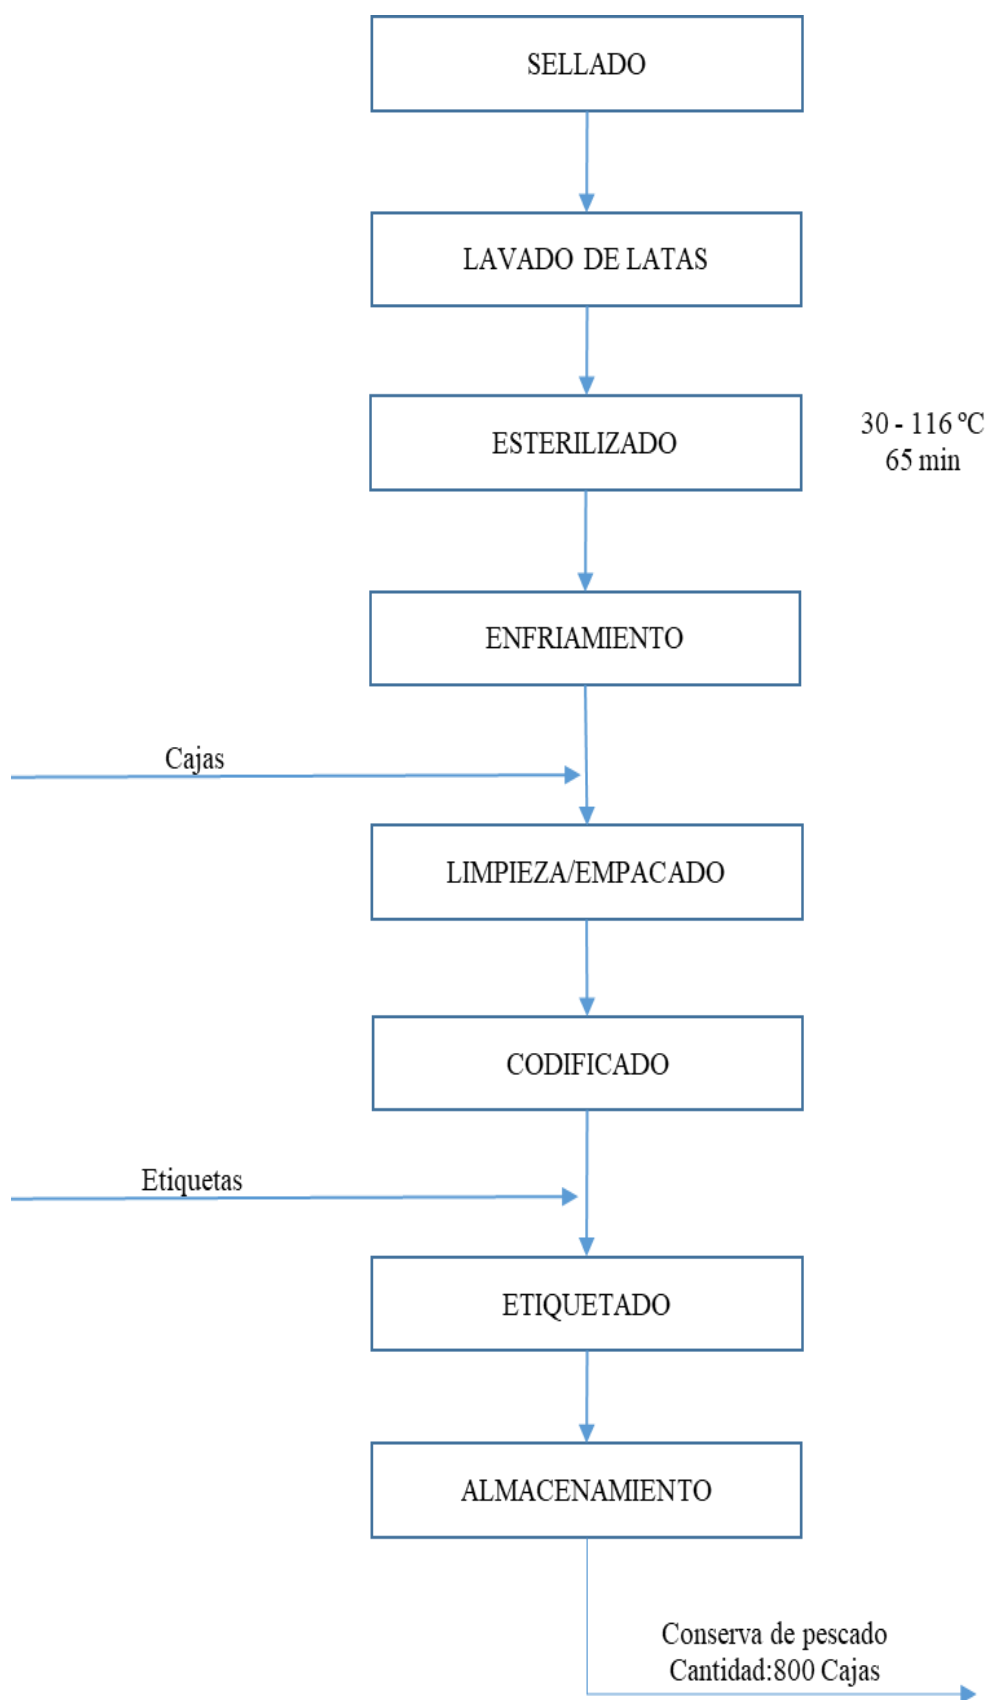 SELLADO
LAVADO DE LATAS
ESTERILIZADO
30 - 116 ºC
65 min
ENFRIAMIENTO
Cajas
LIMPIEZA/EMPACADO
CODIFICADO
Etiquetas
ETIQUETADO
ALMACENAMIENTO
Conserva de pescado
Cantidad:800 Cajas